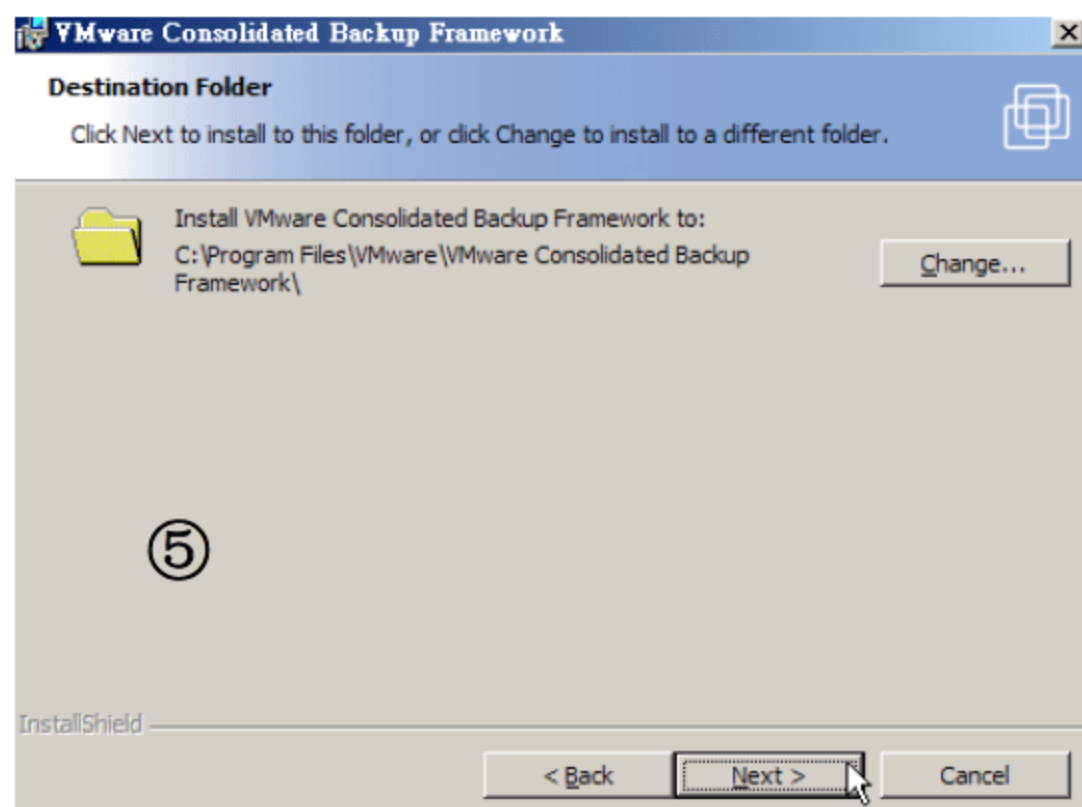 VMware Consolidated Backup Framework
Destination Folder
Click Next to install to this folder, or click Change to install to a different folder.
Install VMware Consolidated Backup Framework to:
C:\Program Files\VMware\VMware Consolidated Backup
Framework\
Change...
⑤
InstallShield
< Back
Next >
Cancel